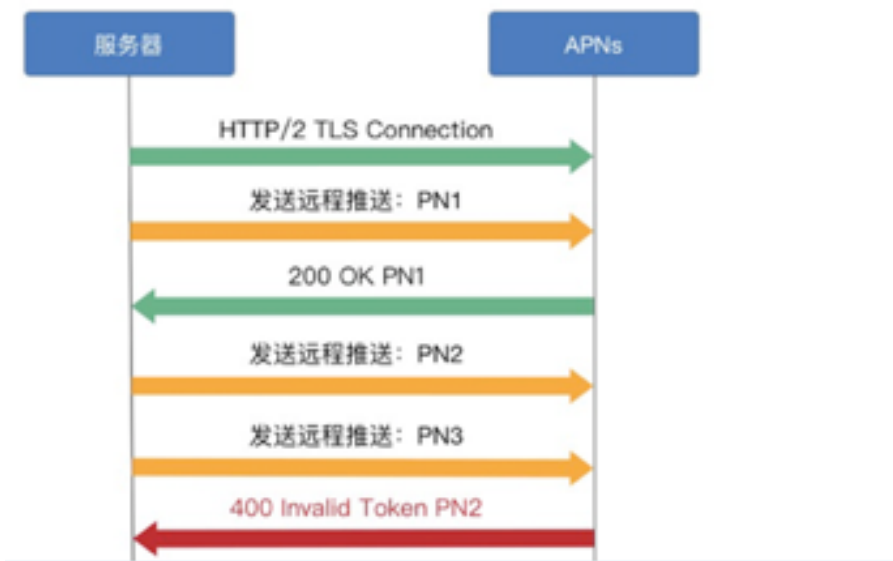 服务器
APNs
HTTP/2 TLS Connection
发送远程推送：PN1
200 OK PN1
发送远程推送：PN2
发送远程推送：PN3
400 Invalid Token PN2